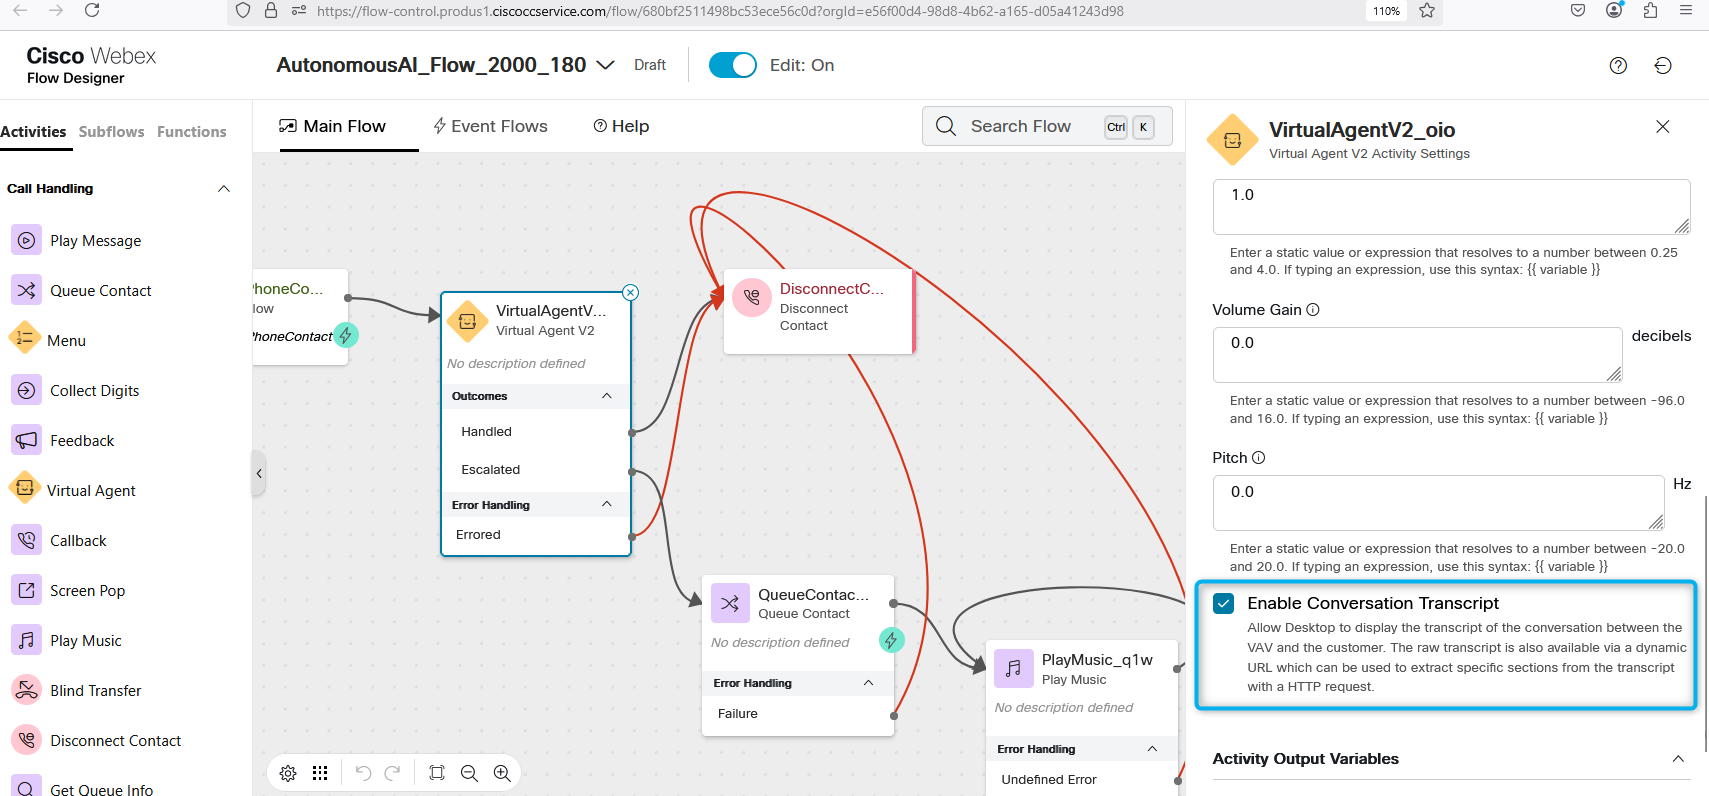 https://flow-control.produs1.ciscoccservice.com/flow/680bf2511498bc53ece56c0d?orgId=e56f00d4-98d8-4b62-a165-d05a41243d98
110%
Cisco Webex
Flow Designer
AutonomousAI_Flow_2000_180
Draft
Edit: On
Activities Subflows Functions
Call Handling
Play Message
Queue Contact
Menu
Collect Digits
Feedback
Virtual Agent
Callback
Screen Pop
Play Music
Blind Transfer
Disconnect Contact
Get Queue Info
Main Flow
Event Flows
Help
Search Flow Ctrl K
PhoneCo...
low
PhoneContact
VirtualAgentV...
Virtual Agent V2
No description defined
Outcomes
Handled
Escalated
Error Handling
Errored
DisconnectC...
Disconnect
Contact
QueueContac...
Queue Contact
No description defined
Error Handling
Failure
PlayMusic_q1w
Play Music
No description defined
Error Handling
Undefined Error
VirtualAgentV2_oio
Virtual Agent V2 Activity Settings
1.0
Enter a static value or expression that resolves to a number between 0.25
and 4.0. If typing an expression, use this syntax: {{ variable }}
Volume Gain
0.0
decibels
Enter a static value or expression that resolves to a number between -96.0
and 16.0. If typing an expression, use this syntax: {{ variable }}
Pitch
0.0
Hz
Enter a static value or expression that resolves to a number between -20.0
and 20.0. If typing an expression, use this syntax: {{ variable }}
Enable Conversation Transcript
Allow Desktop to display the transcript of the conversation between the
VAV and the customer. The raw transcript is also available via a dynamic
URL which can be used to extract specific sections from the transcript
with a HTTP request.
Activity Output Variables